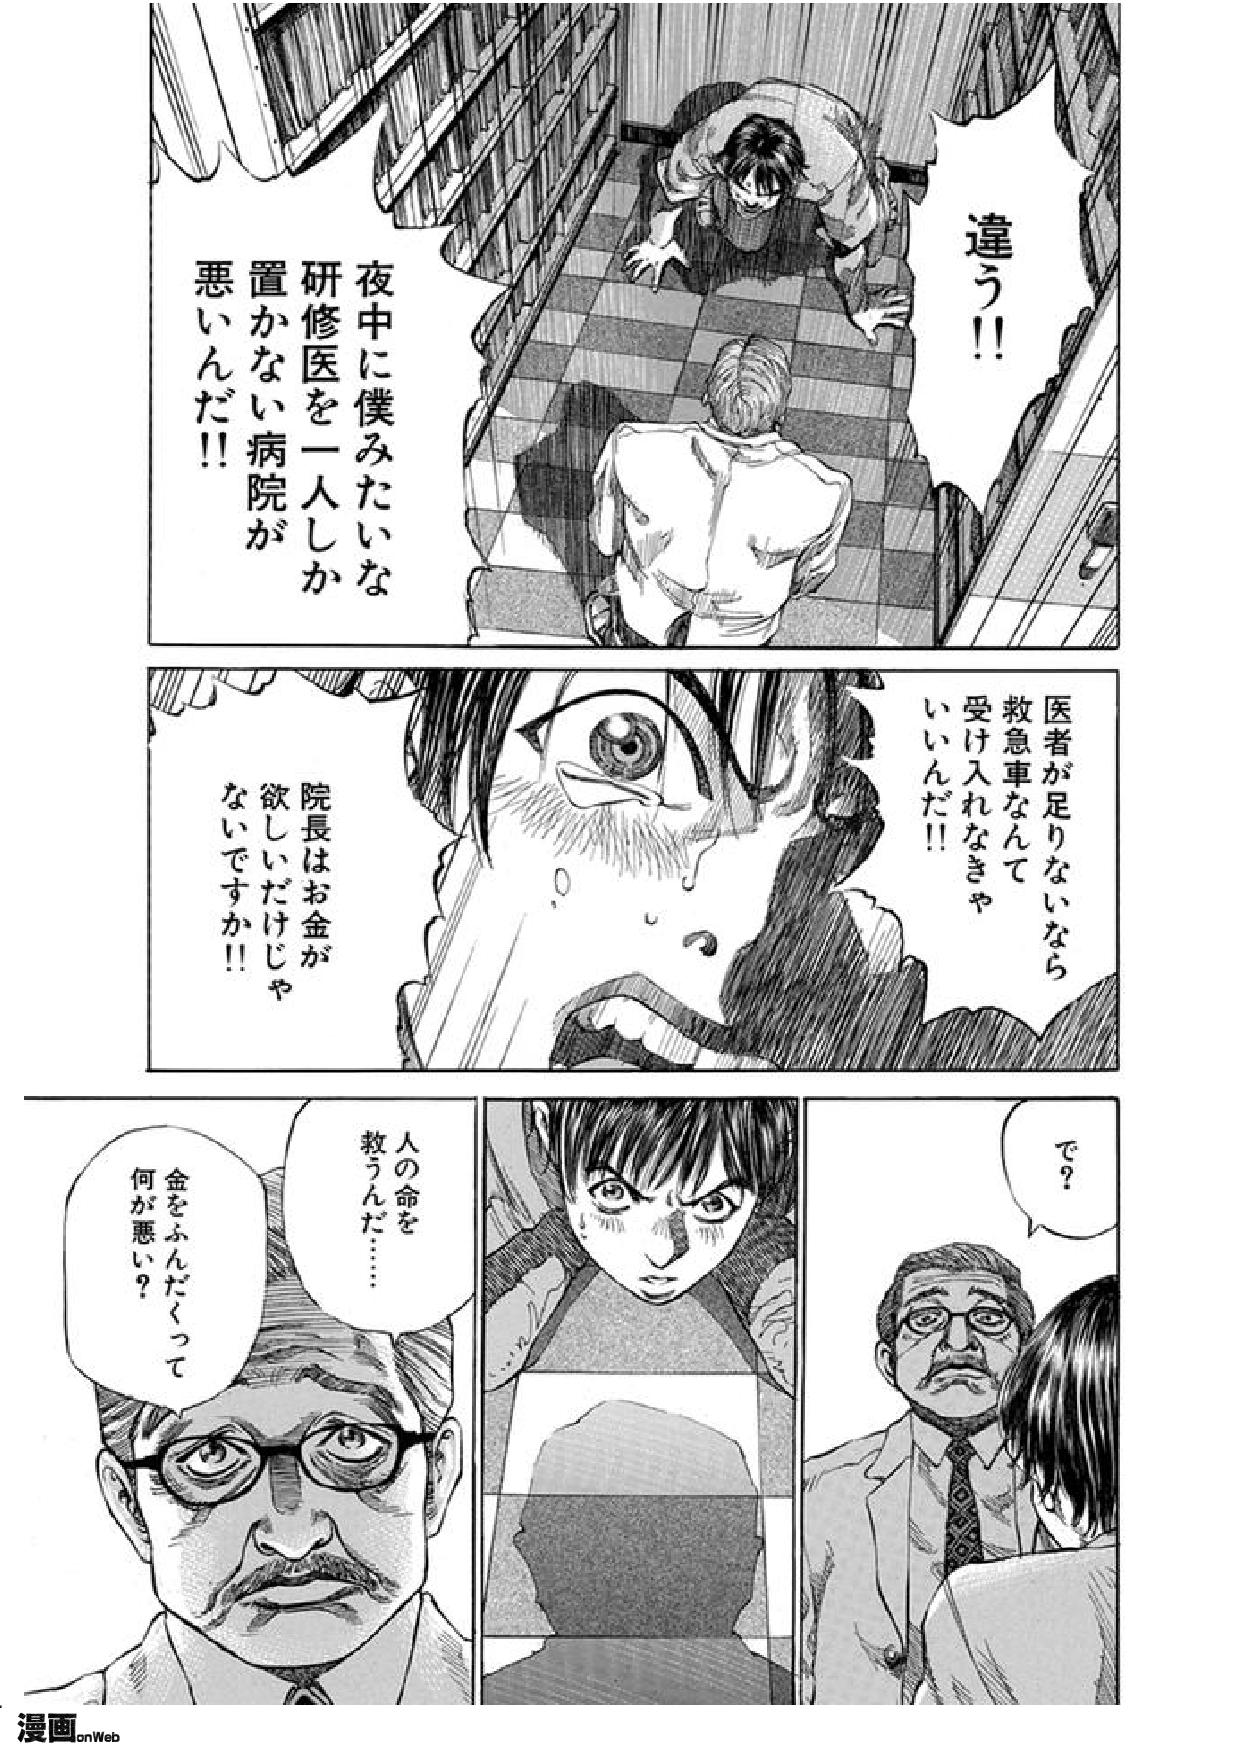 違う!!
夜中に僕みたいな
研修医を一人しか
置かない病院が
悪いんだ!!
医者が足りないなら
救急車なんて
受け入れなきゃ
いいんだ!!
院長はお金が
欲しいだけじゃ
ないですか!!
で?
人の命を
救うんだ……
金をふんだくって
何が悪い?
漫画onWeb